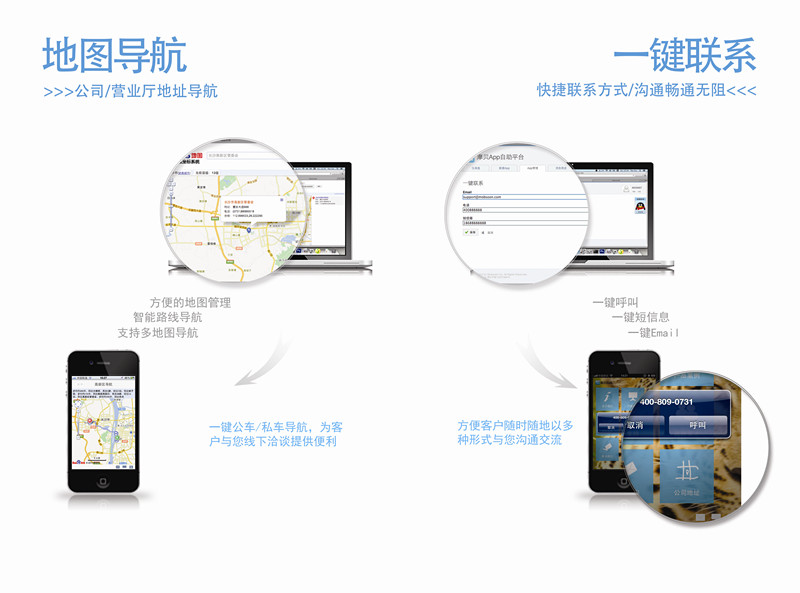 地图导航
>>>公司/营业厅地址导航
一键联系
快捷联系方式/沟通畅通无阻<<<
摩贝App自助平台
一键联系
Email
方便的地图管理
智能路线导航
支持多地图导航
一键呼叫
一键短信息
一键Email
一键公车/私车导航，为客
户与您线下洽谈提供便利
方便客户随时随地以多
种形式与您沟通交流
400-809-0731
取消
呼叫
公司地址